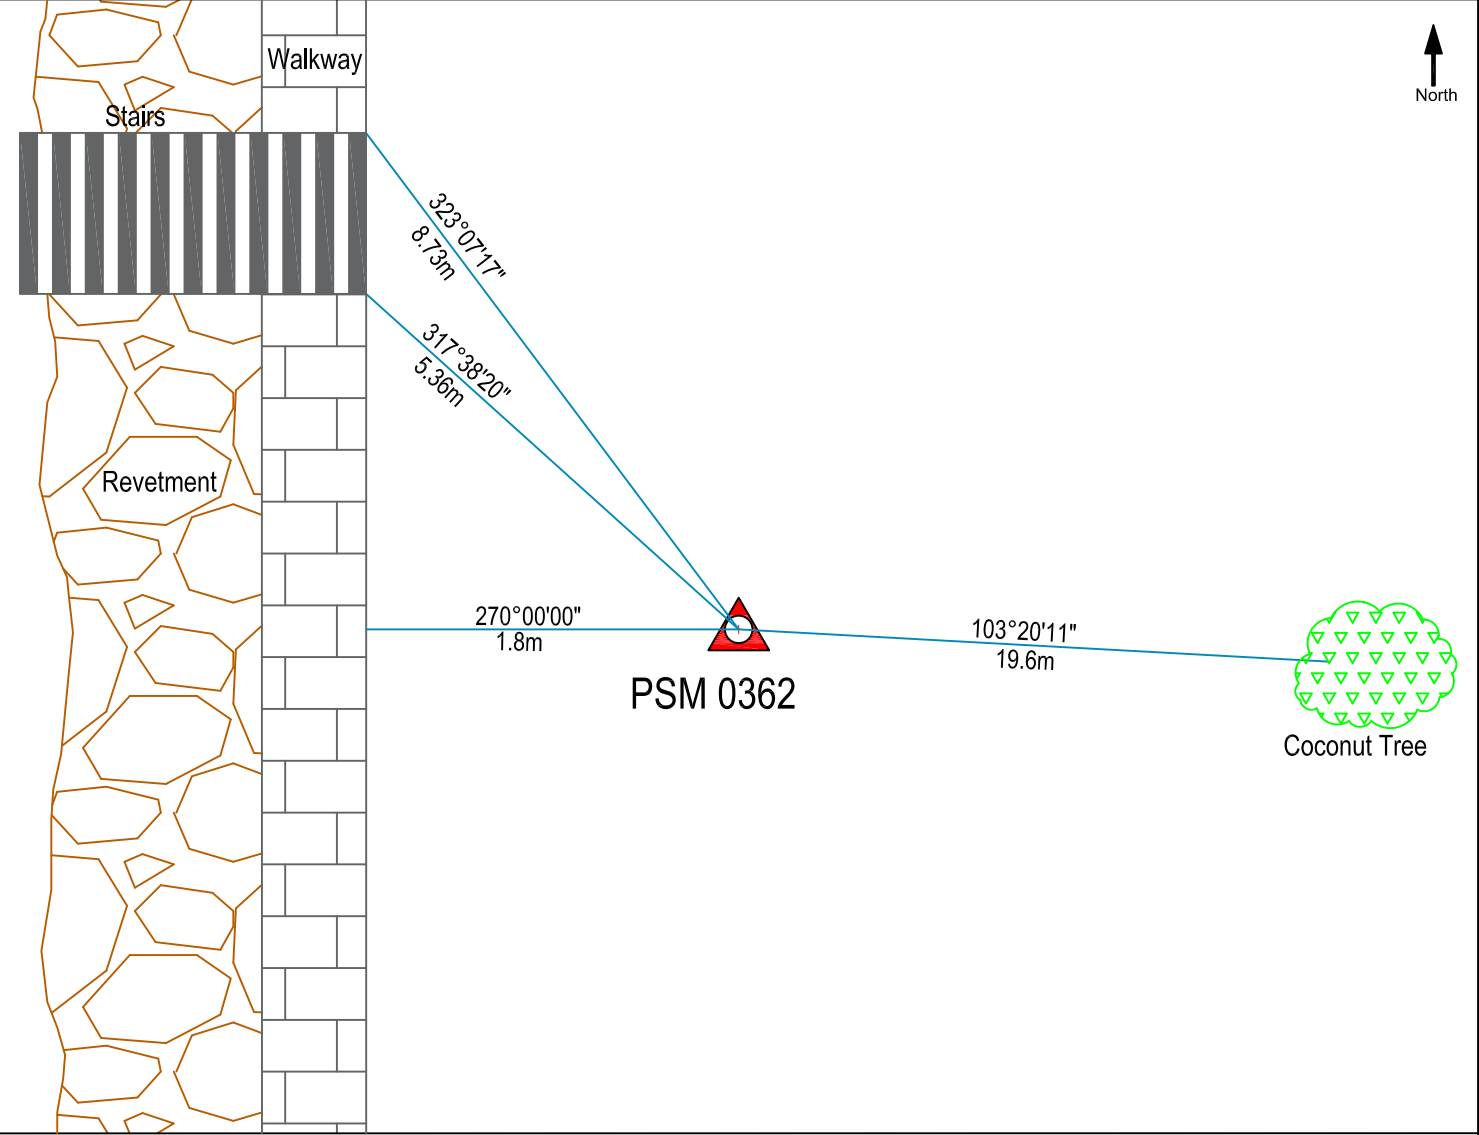 Walkway
North
Stairs
323°07'17"
8.73m
317°38'20"
5.36m
Revetment
270°00'00"
1.8m
103°20'11"
19.6m
PSM 0362
Coconut Tree